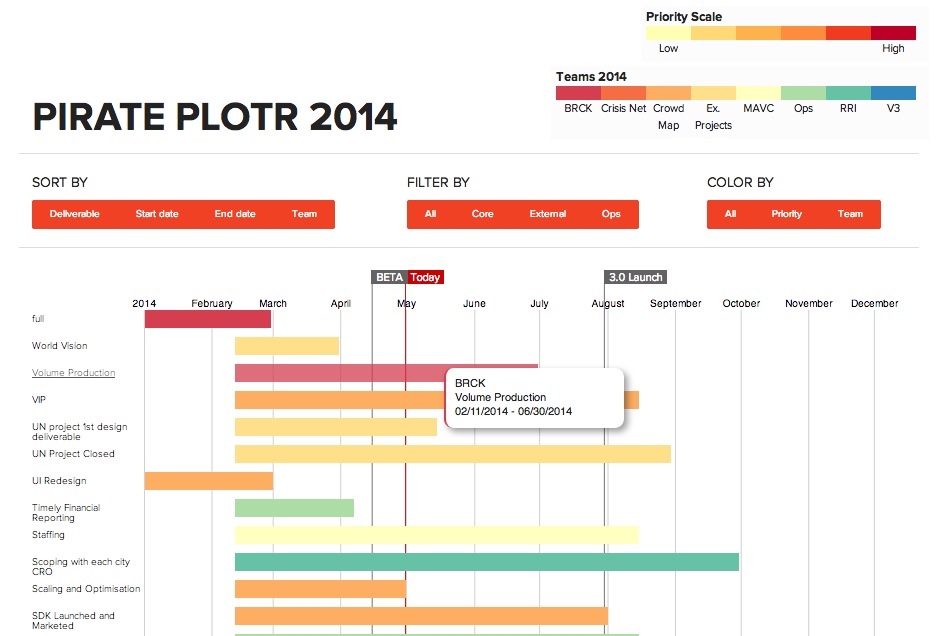 Priority Scale
Low High
Teams 2014
BRCK Crisis Net Crowd Map Ex. Projects MAVC Ops RRI V3
PIRATE PLOTR 2014
SORT BY FILTER BY COLOR BY
Deliverable Start date End date Team All Core External Ops All Priority Team
BETA Today 3.0 Launch
2014 February March April May June July August September October November December
full
World Vision
Volume Production
BRCK
Volume Production
02/11/2014 - 06/30/2014
VIP
UN project 1st design
deliverable
UN Project Closed
UI Redesign
Timely Financial
Reporting
Staffing
Scoping with each city
CRO
Scaling and Optimisation
SDK Launched and
Marketed